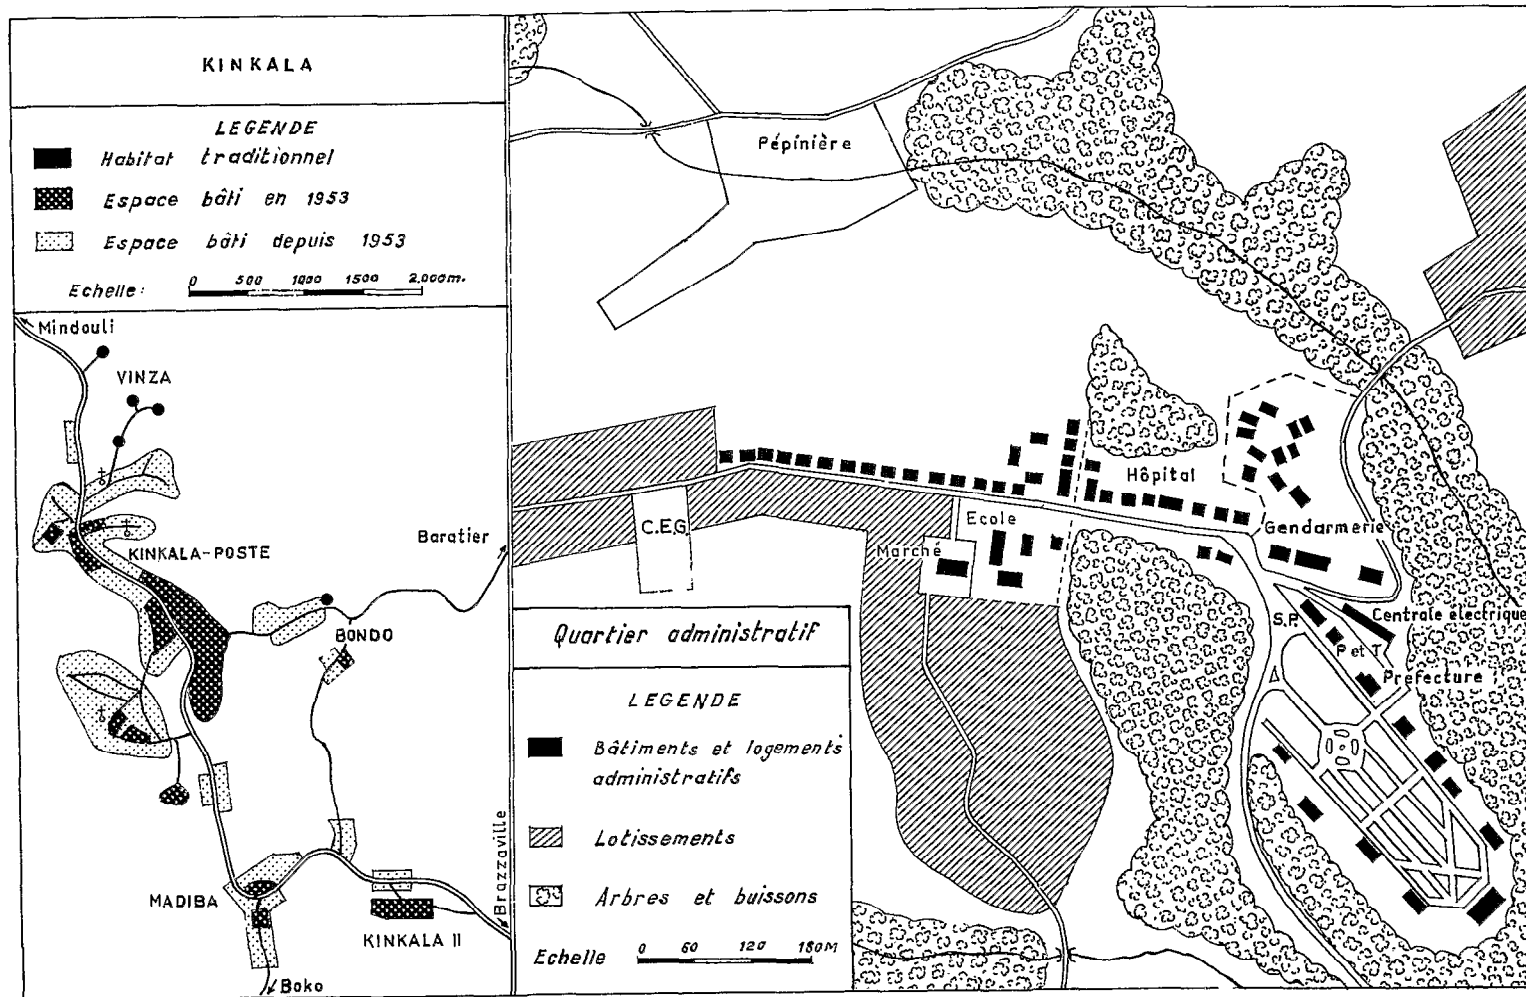 KINKALA
LEGENDE
Habitat traditionnel
Espace bâti en 1953
Espace bâti depuis 1953
Echelle: 0 500 1000 1500 2.000m.
Mindouli
VINZA
KINKALA-POSTE
Baratier
BONDO
MADIBA
KINKALA II
Brazzaville
Boko
Pépinière
Hôpital
C.E.G.
Ecole
Marché
Gendarmerie
S.P.
Centrale électrique
P et T
Préfecture
Quartier administratif
LEGENDE
Bâtiments et logements
administratifs
Lotissements
Arbres et buissons
Echelle 0 60 120 180M